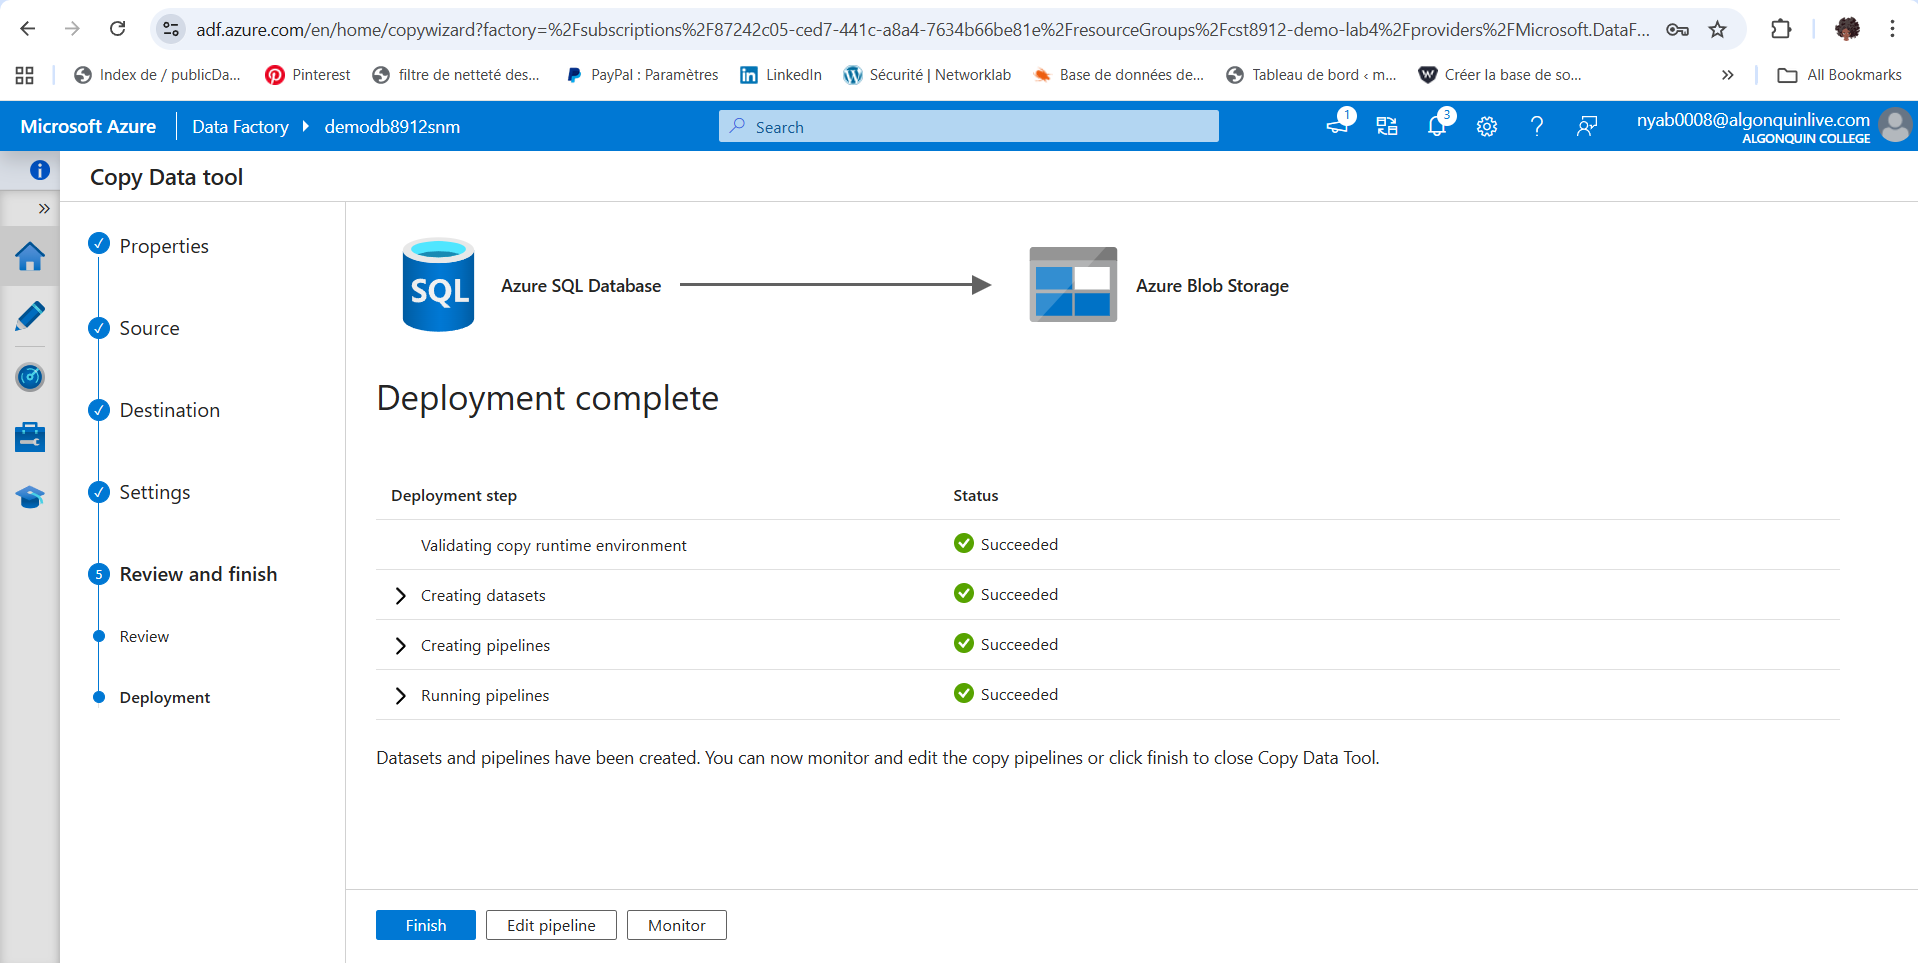 adf.azure.com/en/home/copywizard?factory=%2Fsubscriptions%2F87242c05-ced7-441c-a8a4-7634b66be81e%2FresourceGroups%2Fcst8912-demo-lab4%2Fproviders%2FMicrosoft.DataF...
Index de / publicDa...
Pinterest
filtre de netteté des...
PayPal : Paramètres
LinkedIn
Sécurité | Networklab
Base de données de...
Tableau de bord ‹ m...
Créer la base de so...
All Bookmarks
Microsoft Azure
Data Factory
demodb8912snm
Search
1
3
nyab0008@algonquinlive.com
ALGONQUIN COLLEGE
Copy Data tool
Properties
Source
Destination
Settings
5 Review and finish
Review
Deployment
SQL
Azure SQL Database
Azure Blob Storage
Deployment complete
Deployment step Status
Validating copy runtime environment Succeeded
Creating datasets Succeeded
Creating pipelines Succeeded
Running pipelines Succeeded
Datasets and pipelines have been created. You can now monitor and edit the copy pipelines or click finish to close Copy Data Tool.
Finish
Edit pipeline
Monitor